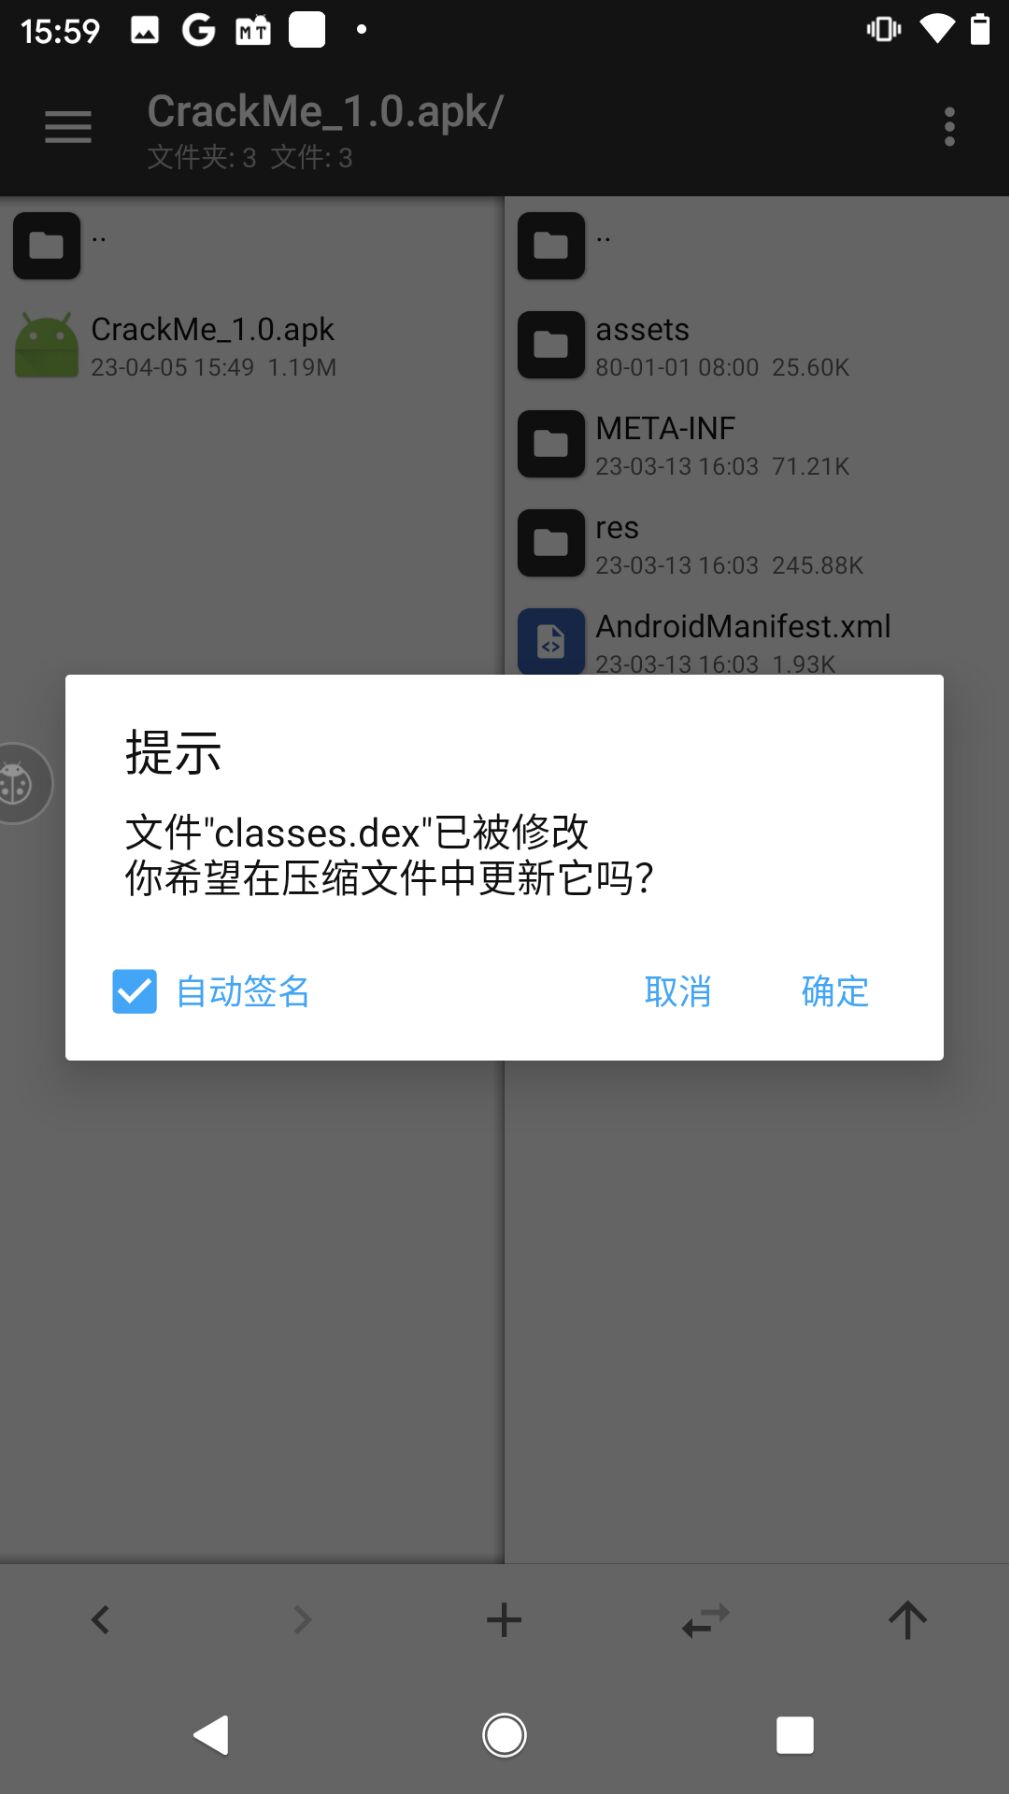 15:59
CrackMe_1.0.apk/
文件夹: 3 文件: 3
..
CrackMe_1.0.apk
23-04-05 15:49 1.19M
..
assets
80-01-01 08:00 25.60K
META-INF
23-03-13 16:03 71.21K
res
23-03-13 16:03 245.88K
AndroidManifest.xml
23-03-13 16:03 1.93K
提示
文件"classes.dex"已被修改
你希望在压缩文件中更新它吗?
自动签名 取消 确定